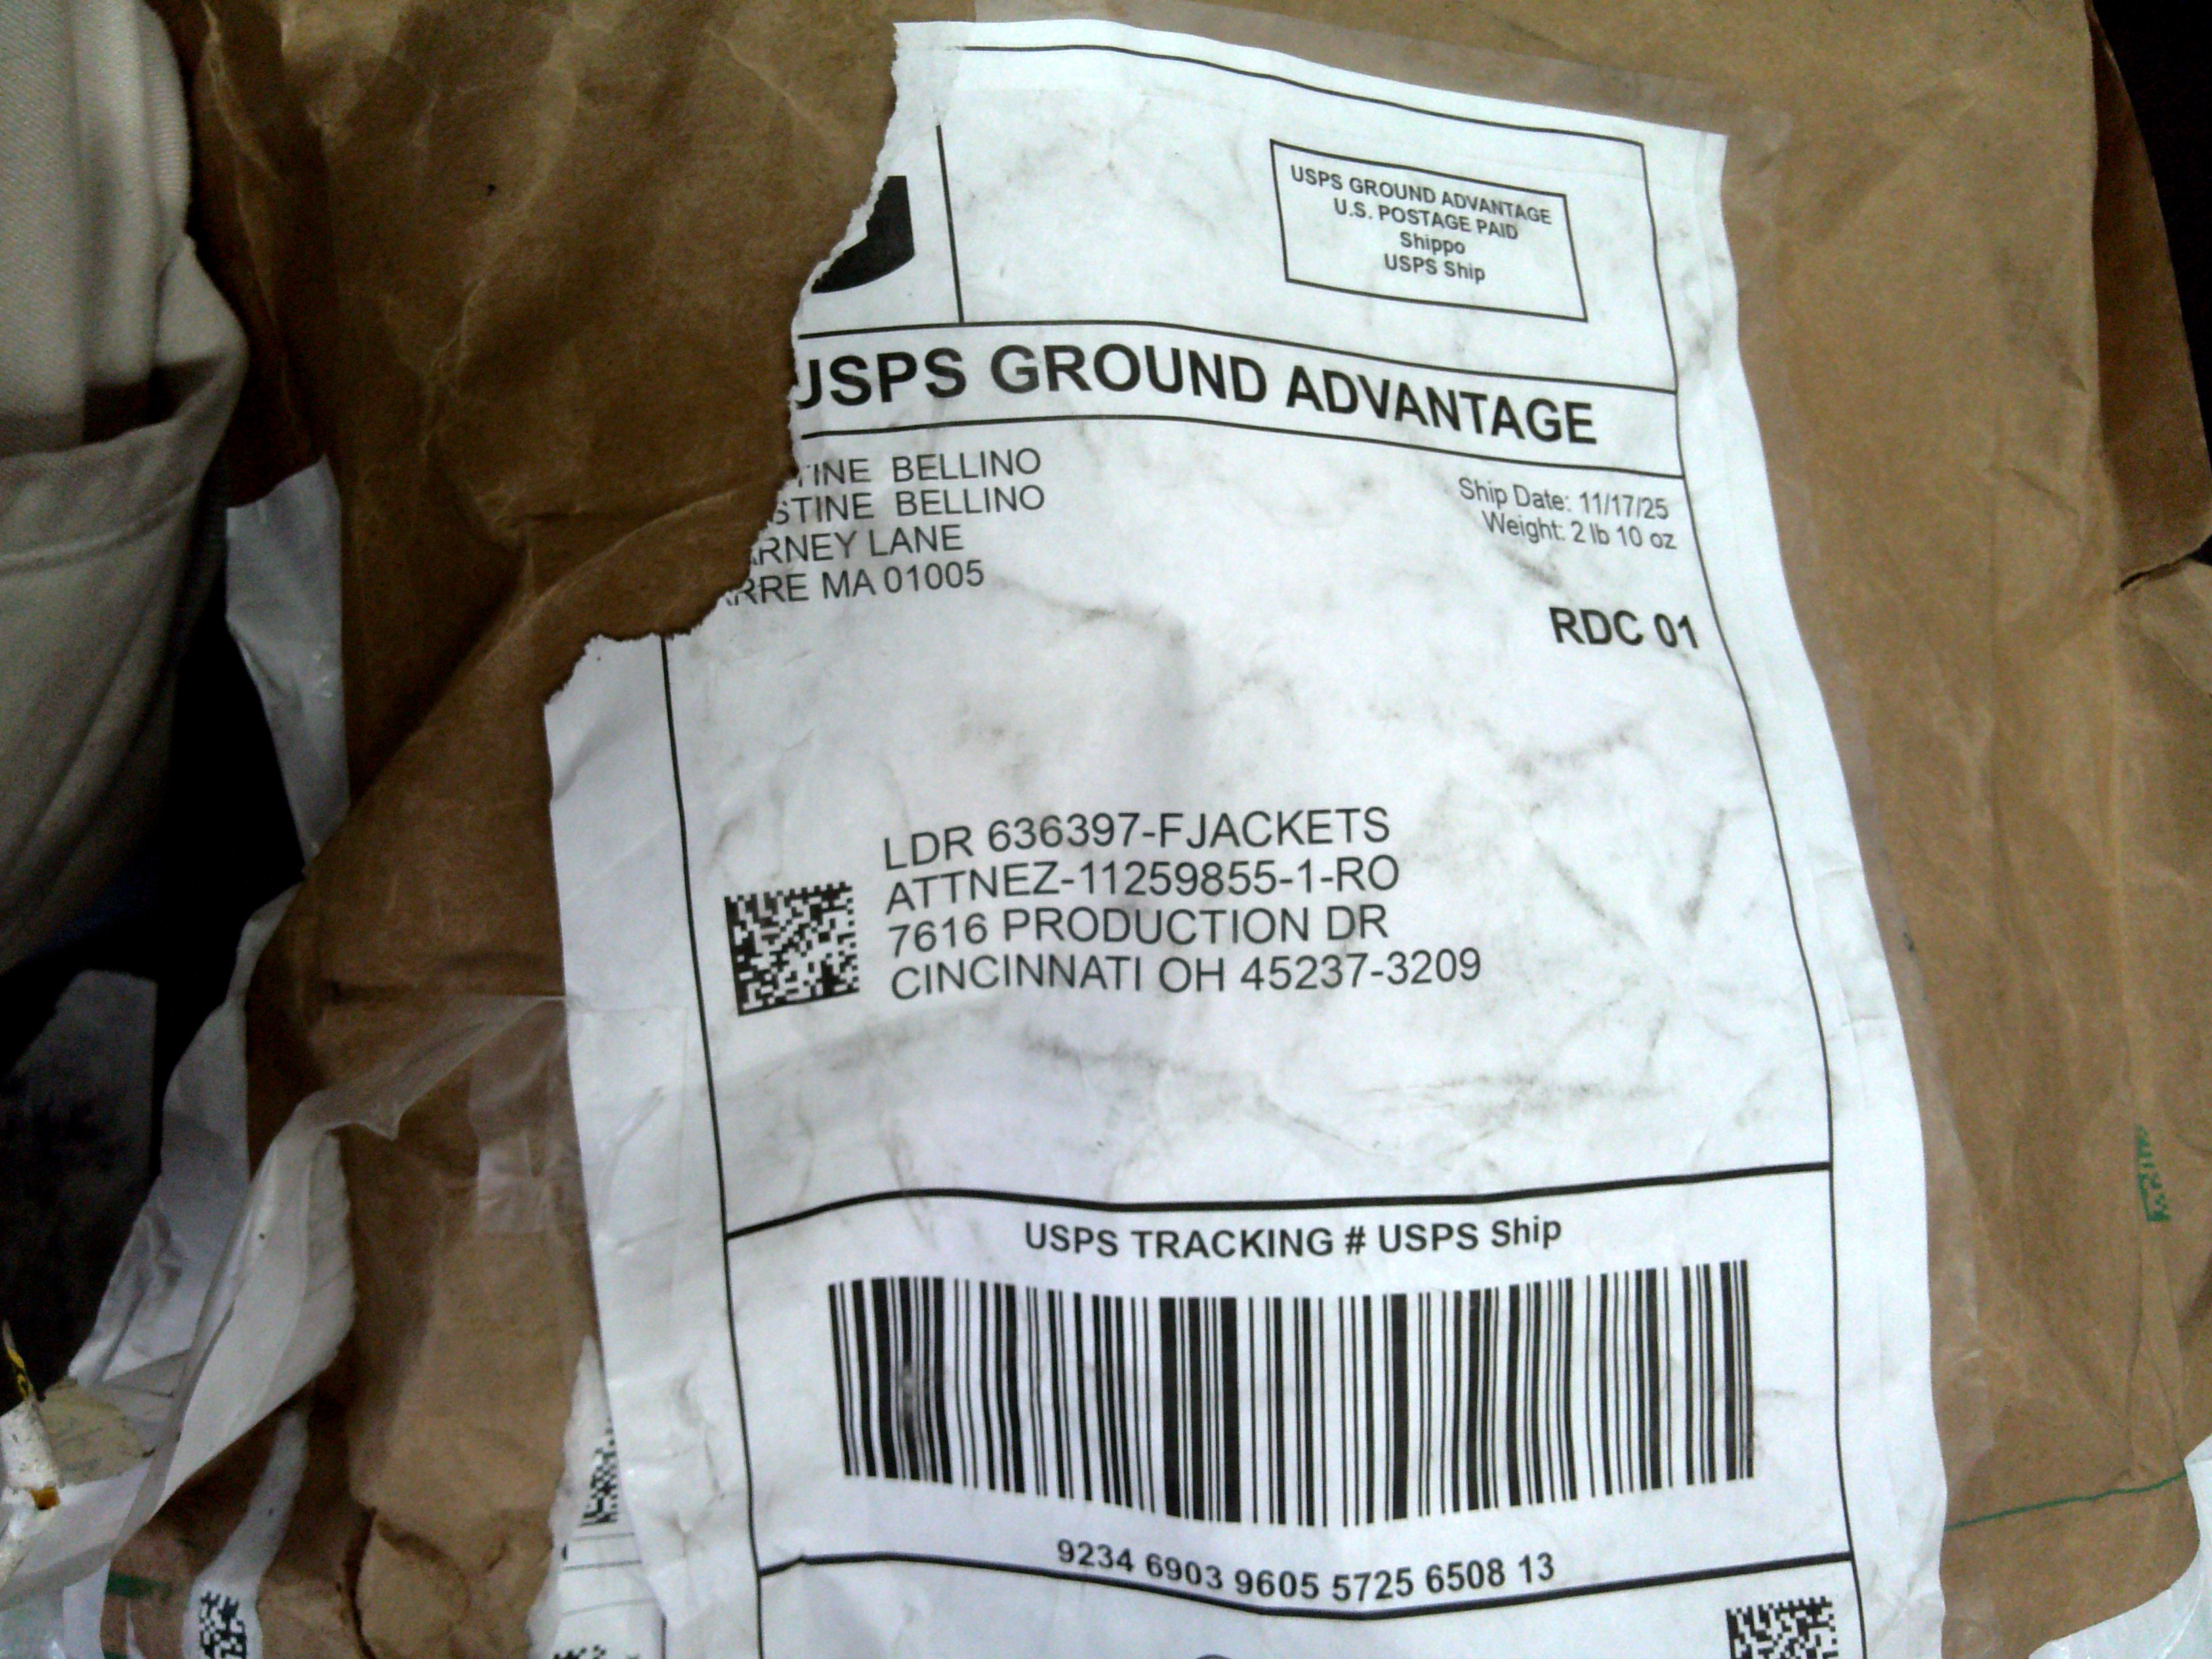 USPS GROUND ADVANTAGE
U.S. POSTAGE PAID
Shippo
USPS Ship
USPS GROUND ADVANTAGE
TINE BELLINO
STINE BELLINO
RNEY LANE
RRE MA 01005
Ship Date: 11/17/25
Weight: 2 lb 10 oz
RDC 01
LDR 636397-FJACKETS
ATTNEZ-11259855-1-RO
7616 PRODUCTION DR
CINCINNATI OH 45237-3209
USPS TRACKING # USPS Ship
9234 6903 9605 5725 6508 13